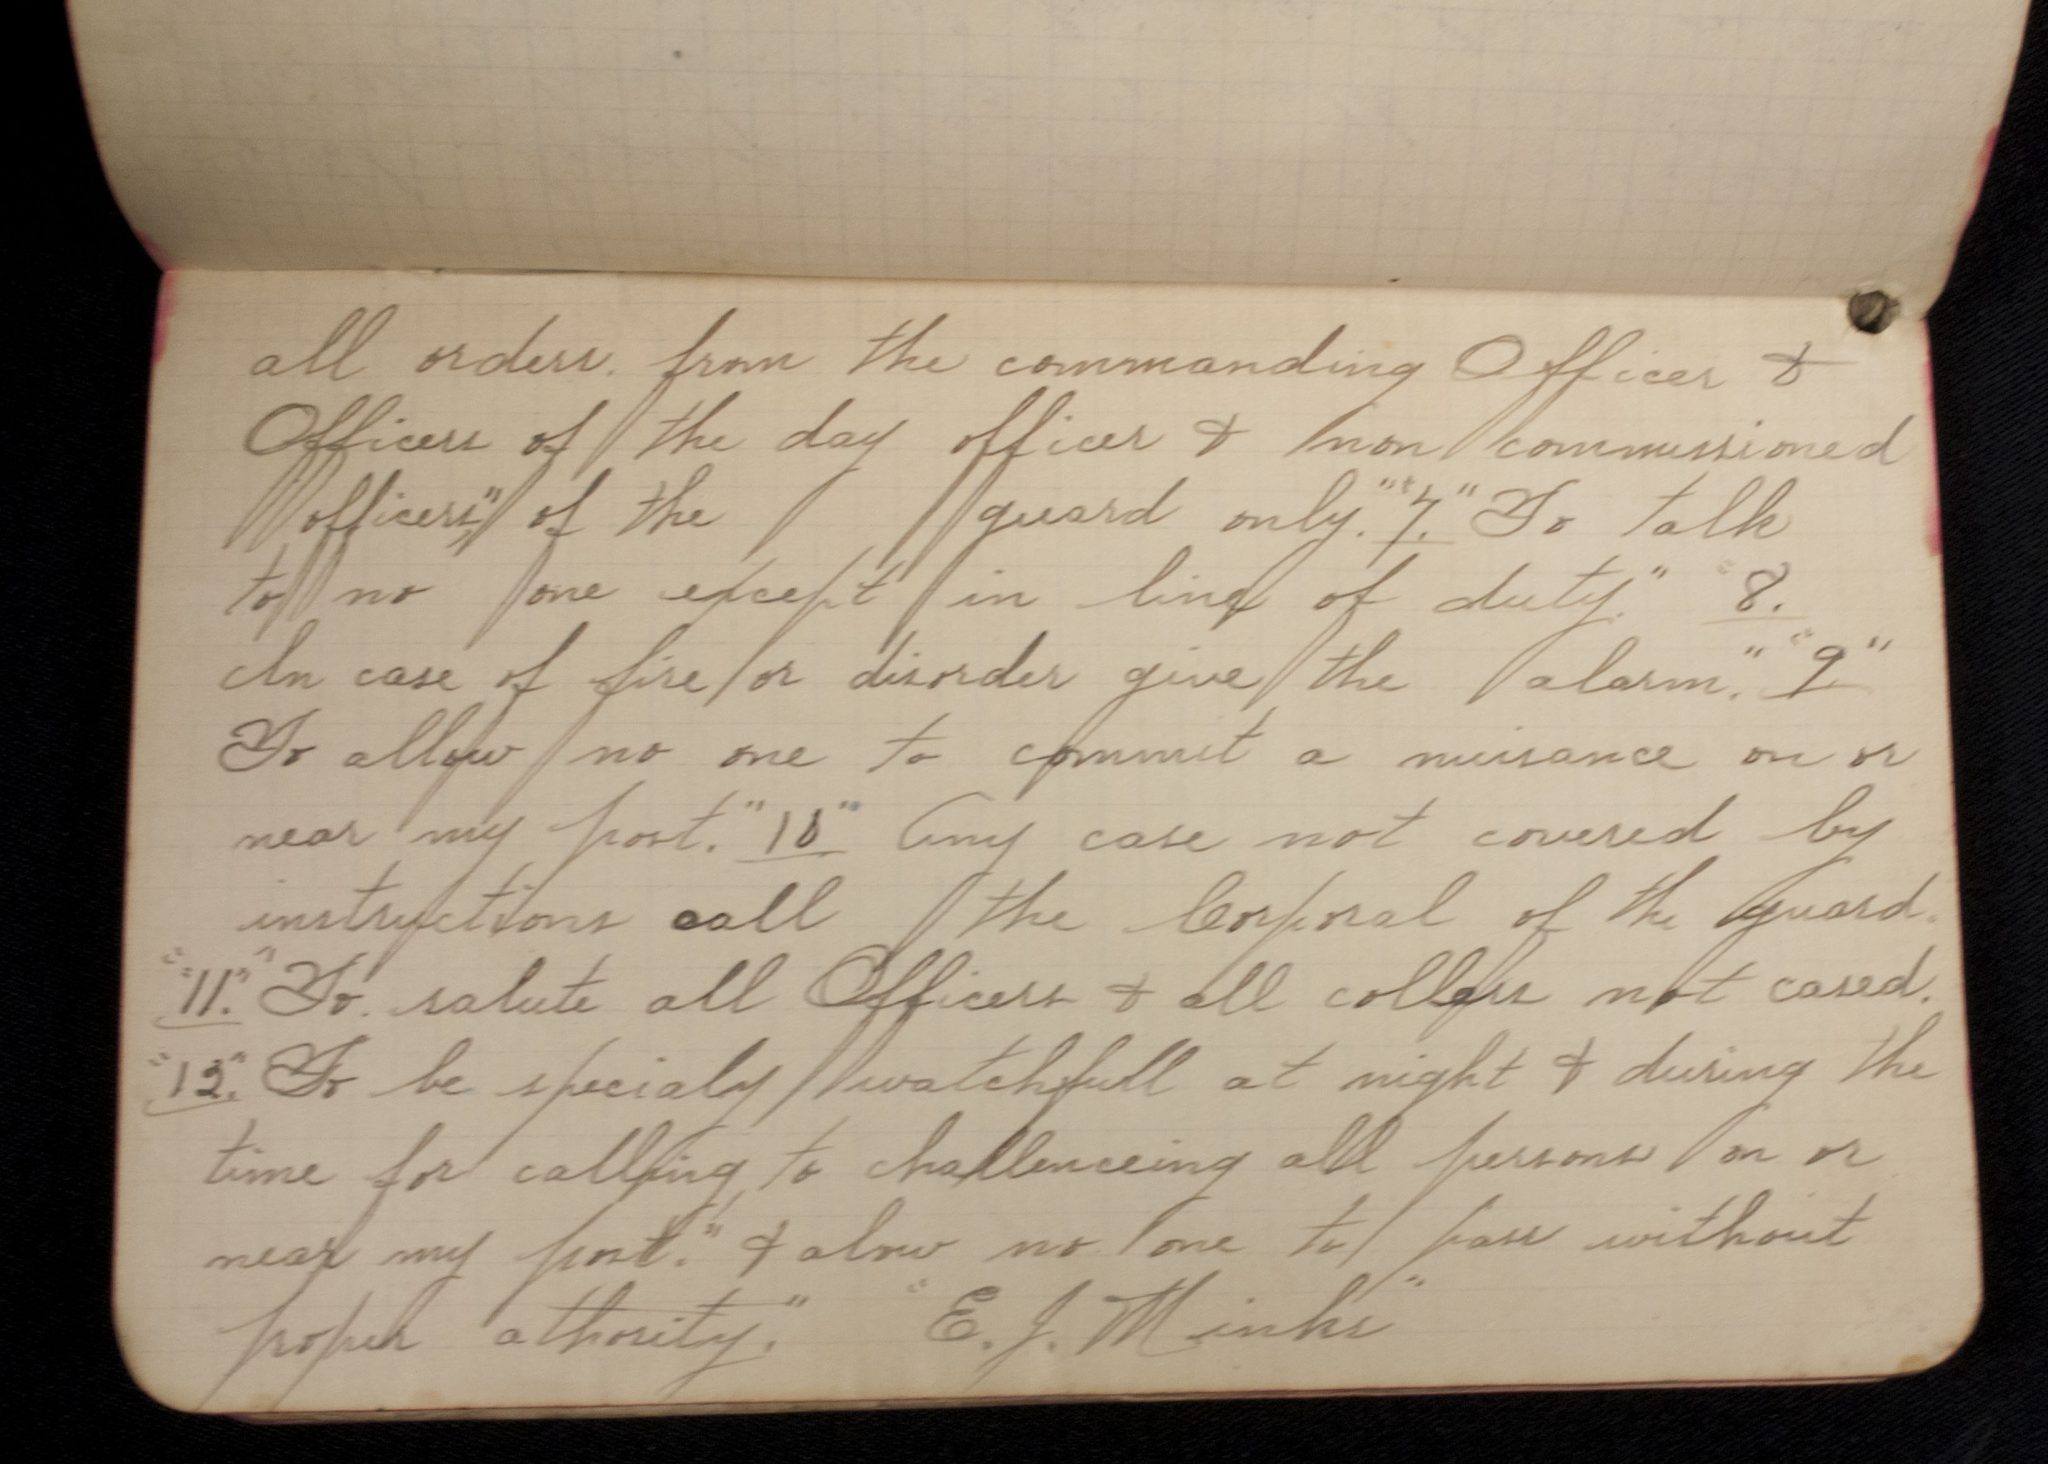 all orders. from the commanding Officer &
Officers of the day officer & non commissioned
officers," of the guard only." "7." To talk
to no one except in line of duty." "8.
In case of fire or disorder give the alarm." "9"
To allow no one to commit a nuisance on or
near my post. "10" Any case not covered by
instructions call the Corporal of the guard.
"11." To. salute all Officers & all collers not cased.
"12." To be specialy watchfull at night & during the
time for calling, to challenceing all persons on or
near my post." & alow no one to pass without
proper athority." "E. J. Minks"